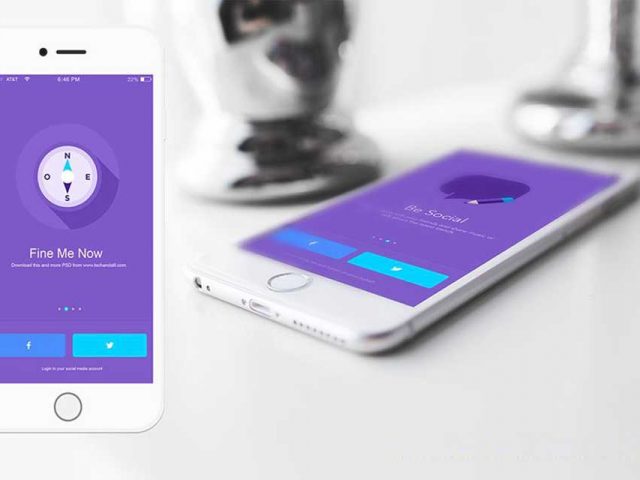 AT&T 6:46 PM 22%
N
O E
S
Fine Me Now
Download this and more PSD from www.techandall.com
f
Login to your social media account
Be Social
f